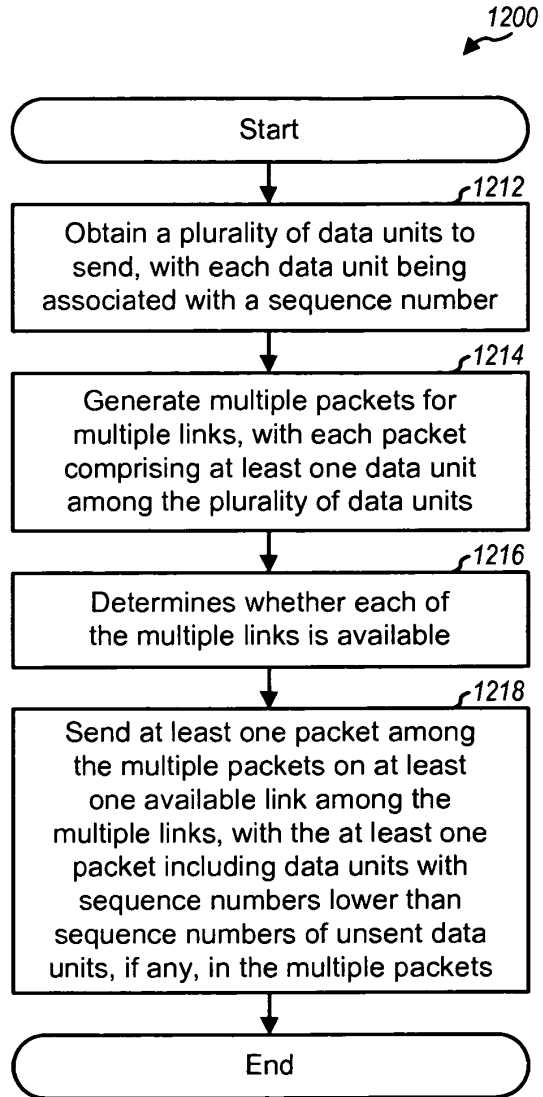 1200
Start
1212
Obtain a plurality of data units to
send, with each data unit being
associated with a sequence number
1214
Generate multiple packets for
multiple links, with each packet
comprising at least one data unit
among the plurality of data units
1216
Determines whether each of
the multiple links is available
1218
Send at least one packet among
the multiple packets on at least
one available link among the
multiple links, with the at least one
packet including data units with
sequence numbers lower than
sequence numbers of unsent data
units, if any, in the multiple packets
End